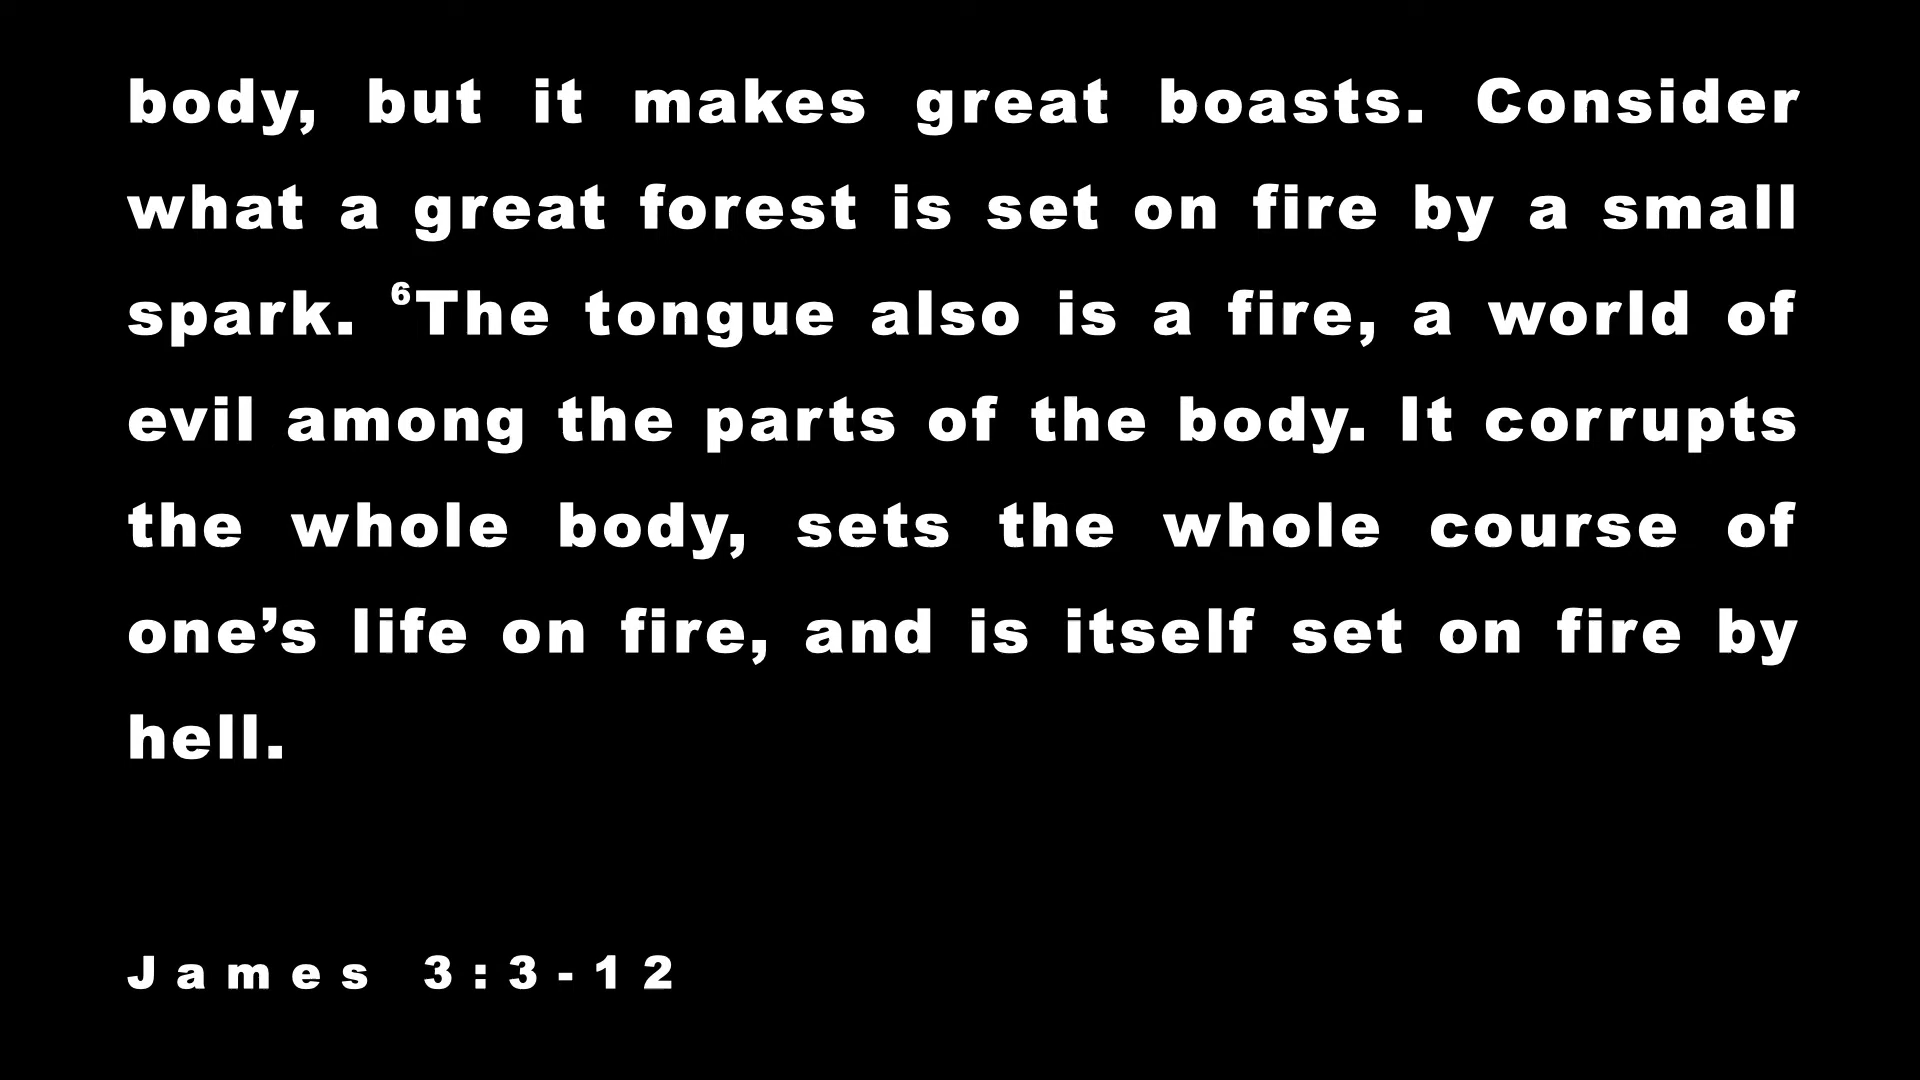 body, but it makes great boasts. Consider
what a great forest is set on fire by a small
spark. ⁶The tongue also is a fire, a world of
evil among the parts of the body. It corrupts
the whole body, sets the whole course of
one’s life on fire, and is itself set on fire by
hell.
James 3:3-12